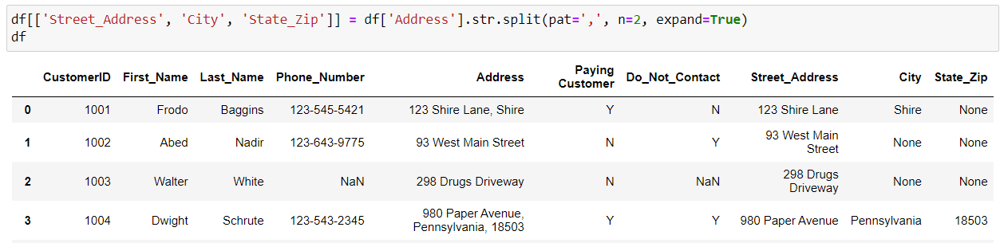 df[['Street_Address', 'City', 'State_Zip']] = df['Address'].str.split(pat=',', n=2, expand=True)
df
CustomerID First_Name Last_Name Phone_Number Address Paying Customer Do_Not_Contact Street_Address City State_Zip
0 1001 Frodo Baggins 123-545-5421 123 Shire Lane, Shire Y N 123 Shire Lane Shire None
1 1002 Abed Nadir 123-643-9775 93 West Main Street N Y 93 West Main Street None None
2 1003 Walter White NaN 298 Drugs Driveway N NaN 298 Drugs Driveway None None
3 1004 Dwight Schrute 123-543-2345 980 Paper Avenue, Pennsylvania, 18503 Y Y 980 Paper Avenue Pennsylvania 18503